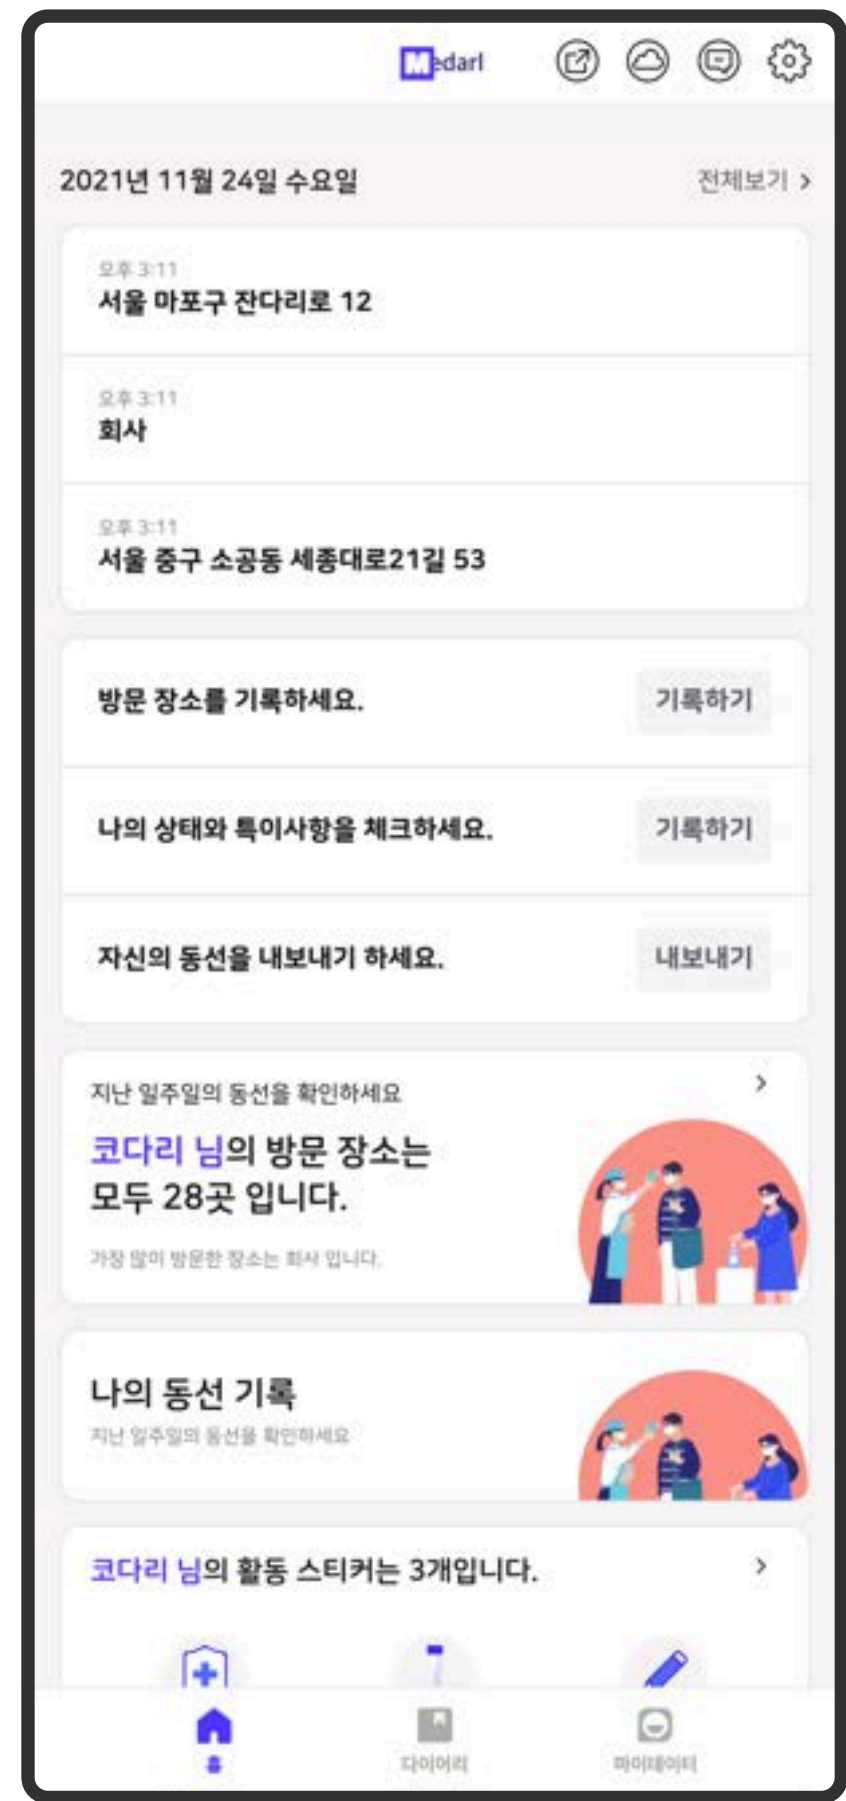 Medarl
2021년 11월 24일 수요일
전체보기 >
오후 3:11
서울 마포구 잔다리로 12
오후 3:11
회사
오후 3:11
서울 중구 소공동 세종대로21길 53
방문 장소를 기록하세요.
기록하기
나의 상태와 특이사항을 체크하세요.
기록하기
자신의 동선을 내보내기 하세요.
내보내기
지난 일주일의 동선을 확인하세요
코다리 님의 방문 장소는
모두 28곳 입니다.
가장 많이 방문한 장소는 회사 입니다.
나의 동선 기록
지난 일주일의 동선을 확인하세요
코다리 님의 활동 스티커는 3개입니다.
홈
다이어리
마이데이터